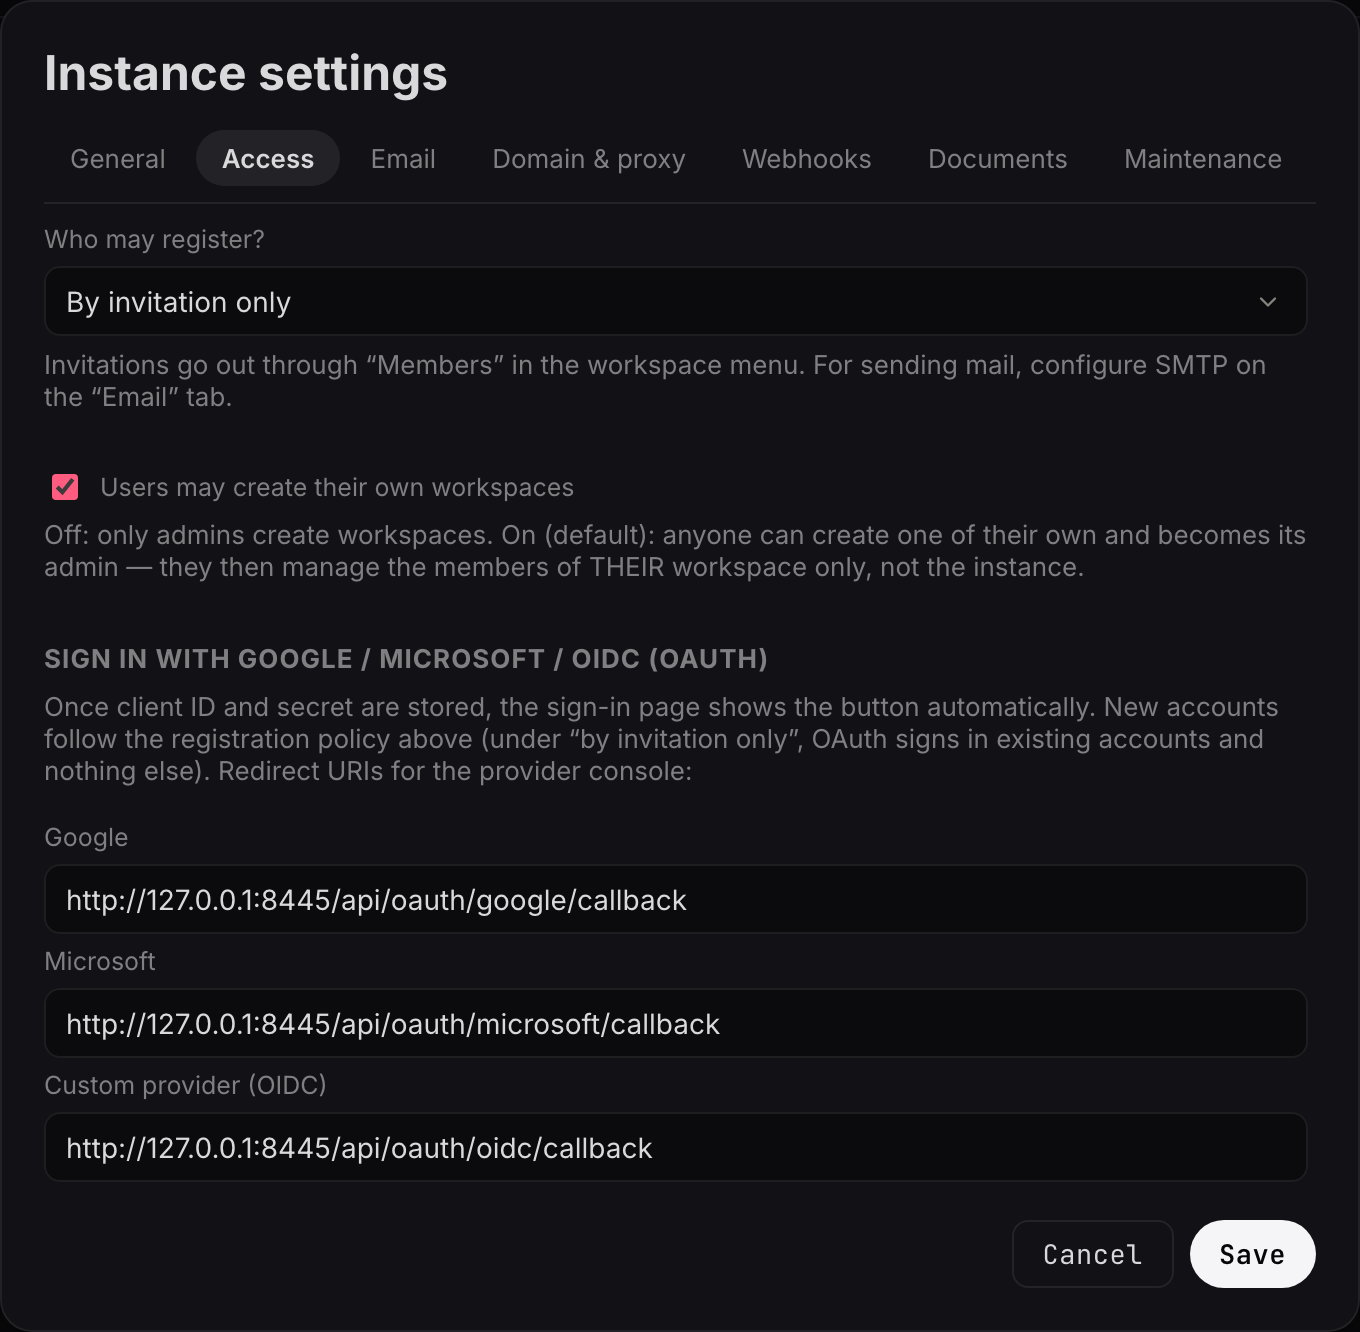 Instance settings
General Access Email Domain & proxy Webhooks Documents Maintenance
Who may register?
By invitation only
Invitations go out through “Members” in the workspace menu. For sending mail, configure SMTP on
the “Email” tab.
Users may create their own workspaces
Off: only admins create workspaces. On (default): anyone can create one of their own and becomes its
admin — they then manage the members of THEIR workspace only, not the instance.
SIGN IN WITH GOOGLE / MICROSOFT / OIDC (OAUTH)
Once client ID and secret are stored, the sign-in page shows the button automatically. New accounts
follow the registration policy above (under “by invitation only”, OAuth signs in existing accounts and
nothing else). Redirect URIs for the provider console:
Google
http://127.0.0.1:8445/api/oauth/google/callback
Microsoft
http://127.0.0.1:8445/api/oauth/microsoft/callback
Custom provider (OIDC)
http://127.0.0.1:8445/api/oauth/oidc/callback
Cancel Save